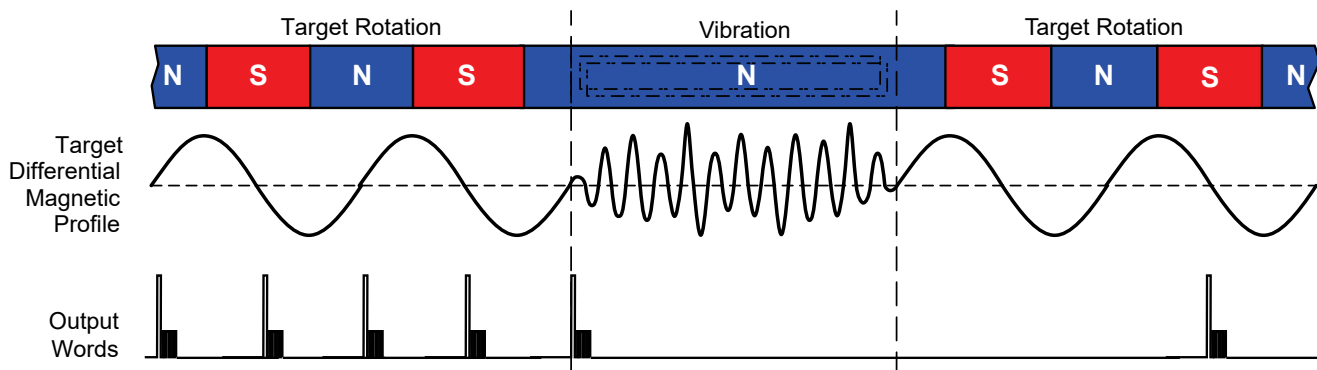 Target Rotation
Vibration
Target Rotation
N
S
N
S
N
S
N
S
N
Target
Differential
Magnetic
Profile
Output
Words